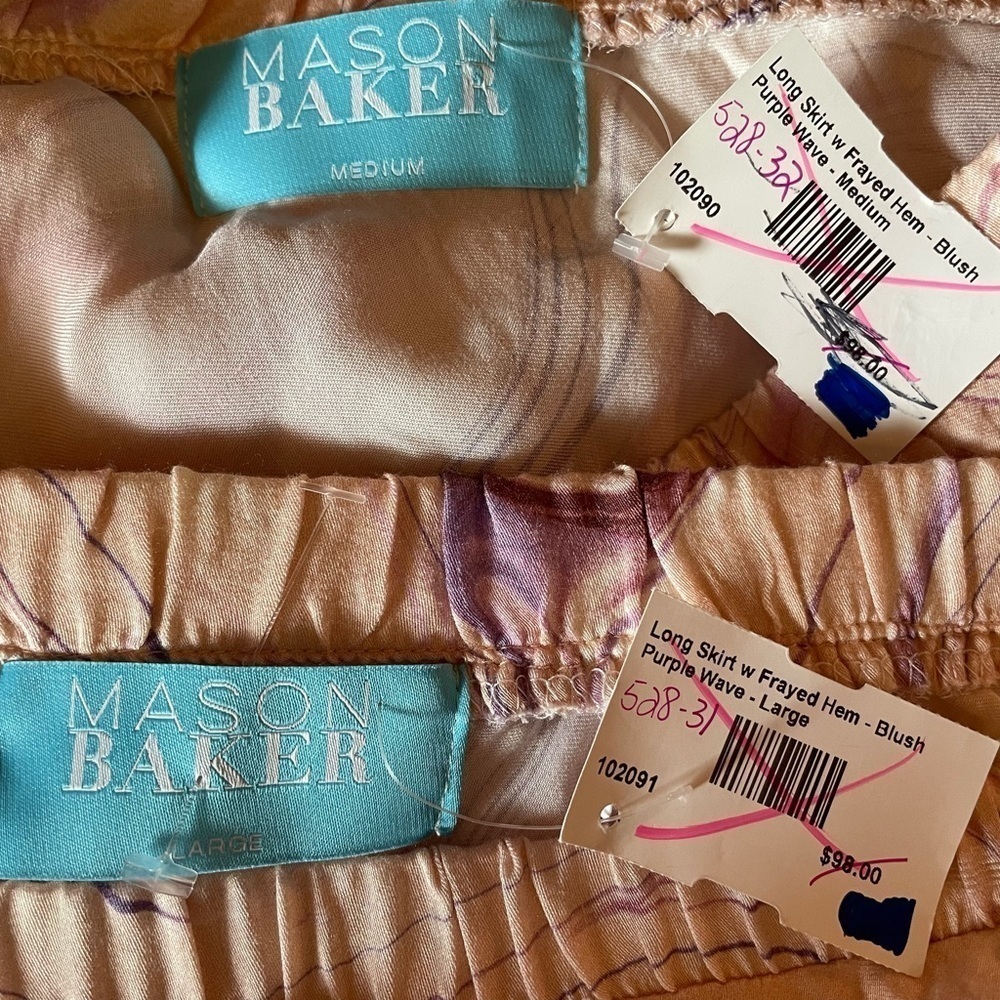 MASON
BAKER
MEDIUM
Long Skirt w Frayed Hem - Blush
Purple Wave - Medium
528-32
102090
$98.00
MASON
BAKER
LARGE
Long Skirt w Frayed Hem - Blush
Purple Wave - Large
528-31
102091
$98.00